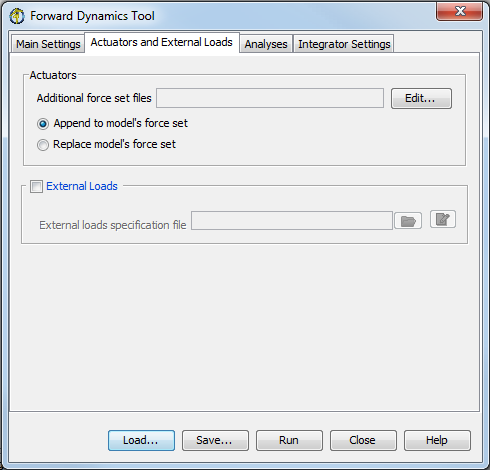 Forward Dynamics Tool
Main Settings Actuators and External Loads Analyses Integrator Settings
Actuators
Additional force set files Edit...
Append to model's force set
Replace model's force set
External Loads
External loads specification file
Load... Save... Run Close Help